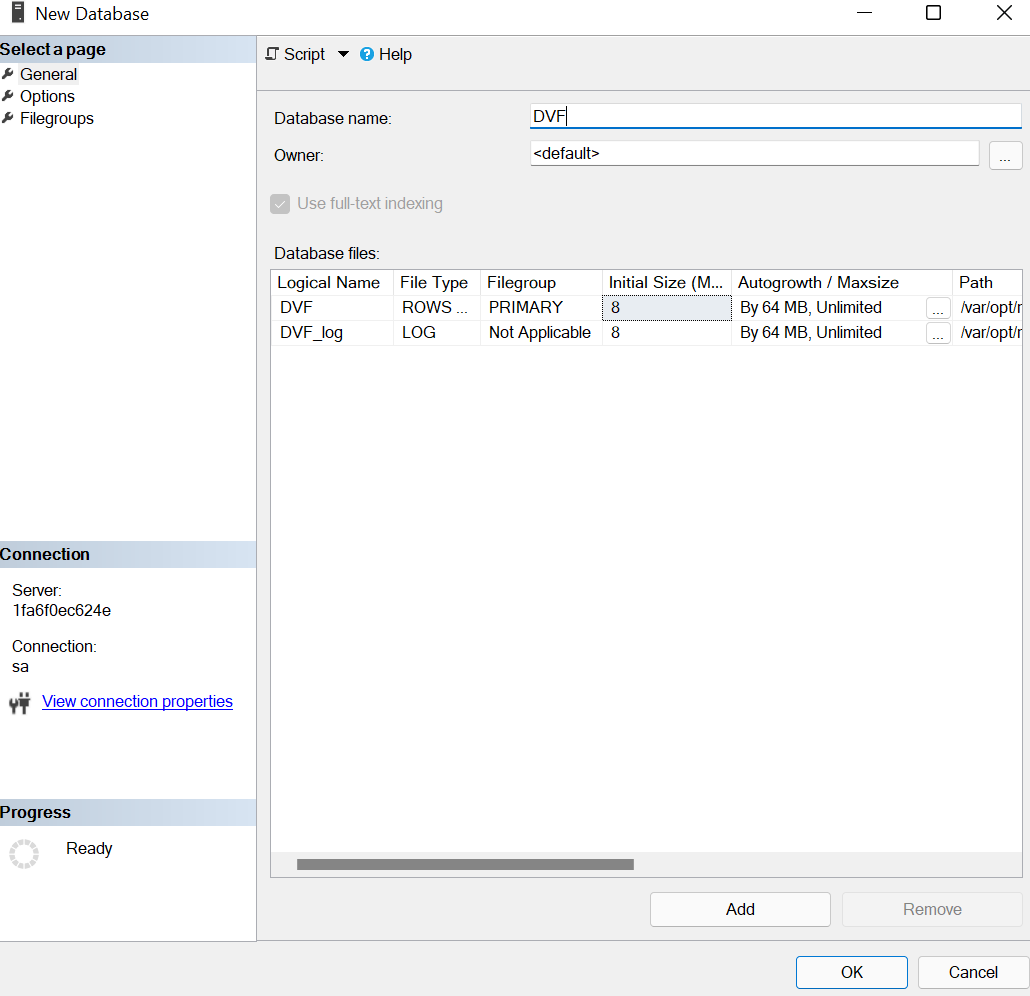 New Database
Select a page
General
Options
Filegroups
Script
Help
Database name:
DVF
Owner:
<default>
...
Use full-text indexing
Database files:
Logical Name File Type Filegroup Initial Size (M... Autogrowth / Maxsize Path
DVF ROWS ... PRIMARY 8 By 64 MB, Unlimited ... /var/opt/
DVF_log LOG Not Applicable 8 By 64 MB, Unlimited ... /var/opt/
Connection
Server:
1fa6f0ec624e
Connection:
sa
View connection properties
Progress
Ready
Add Remove
OK Cancel